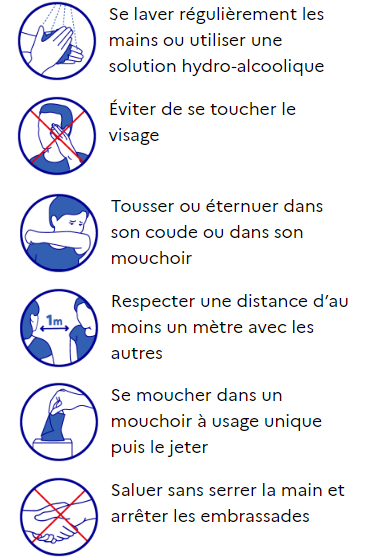 Se laver régulièrement les
mains ou utiliser une
solution hydro-alcoolique
Éviter de se toucher le
visage
Tousser ou éternuer dans
son coude ou dans son
mouchoir
1m
Respecter une distance d'au
moins un mètre avec les
autres
Se moucher dans un
mouchoir à usage unique
puis le jeter
Saluer sans serrer la main et
arrêter les embrassades